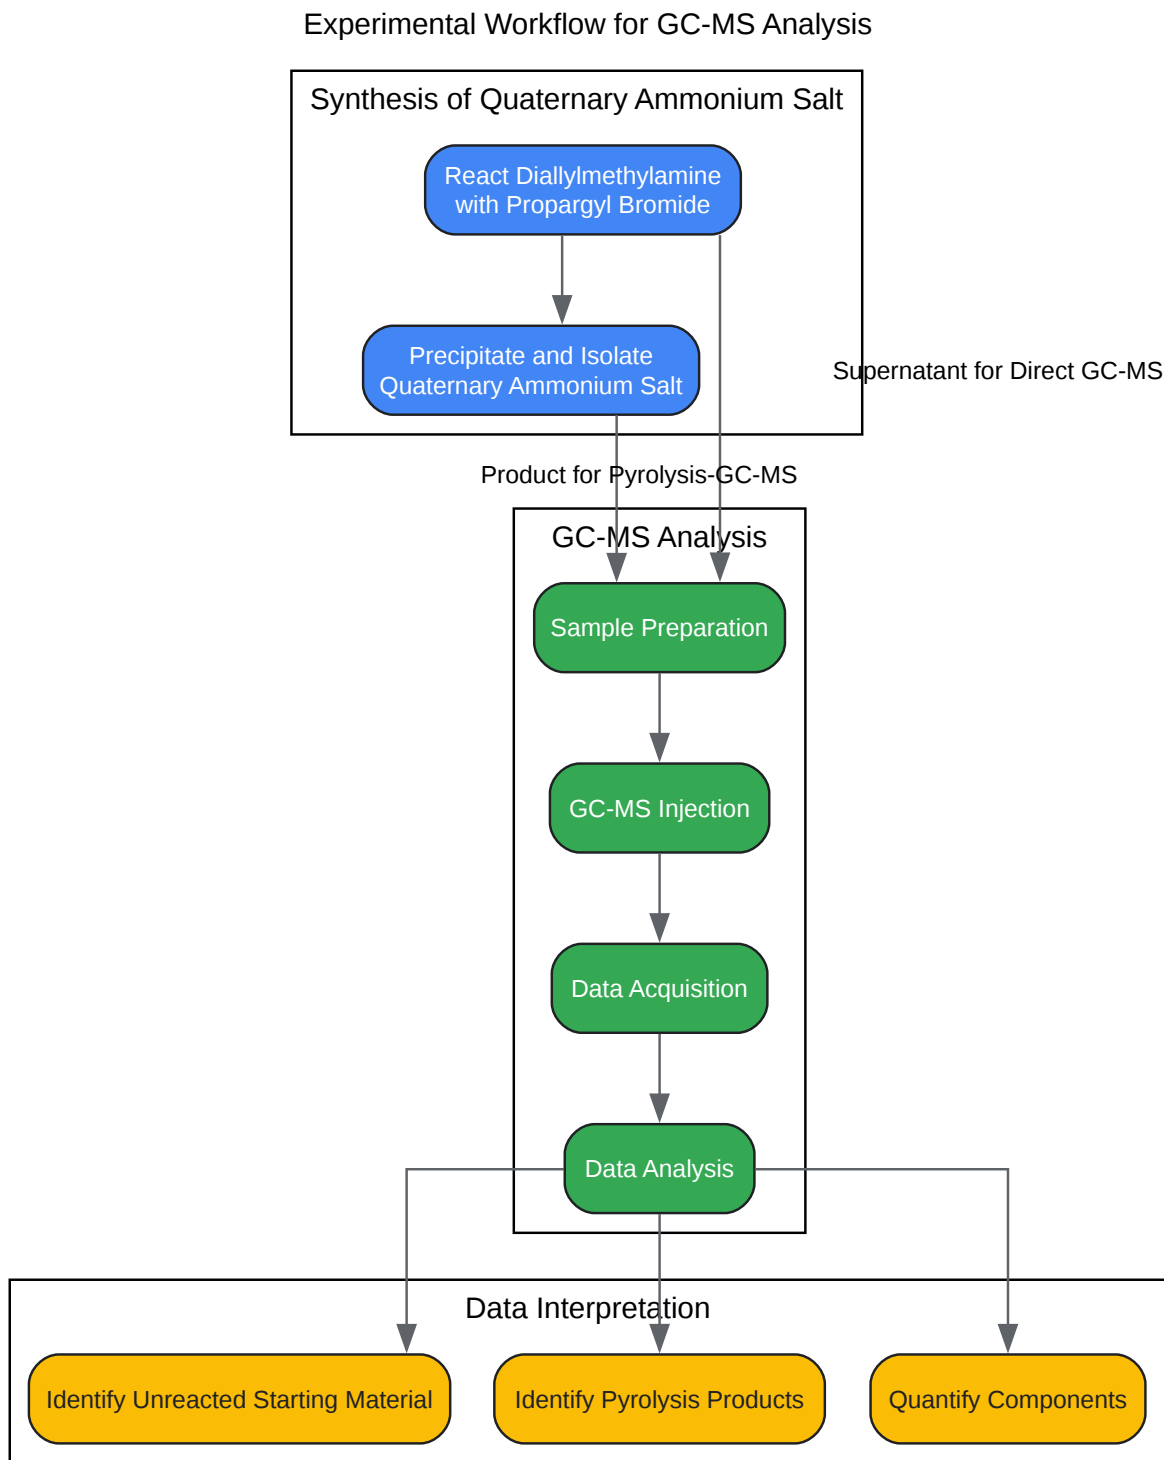 Experimental Workflow for GC-MS Analysis
Synthesis of Quaternary Ammonium Salt
React Diallylmethylamine
with Propargyl Bromide
Precipitate and Isolate
Quaternary Ammonium Salt
Supernatant for Direct GC-MS
Product for Pyrolysis-GC-MS
GC-MS Analysis
Sample Preparation
GC-MS Injection
Data Acquisition
Data Analysis
Data Interpretation
Identify Unreacted Starting Material
Identify Pyrolysis Products
Quantify Components